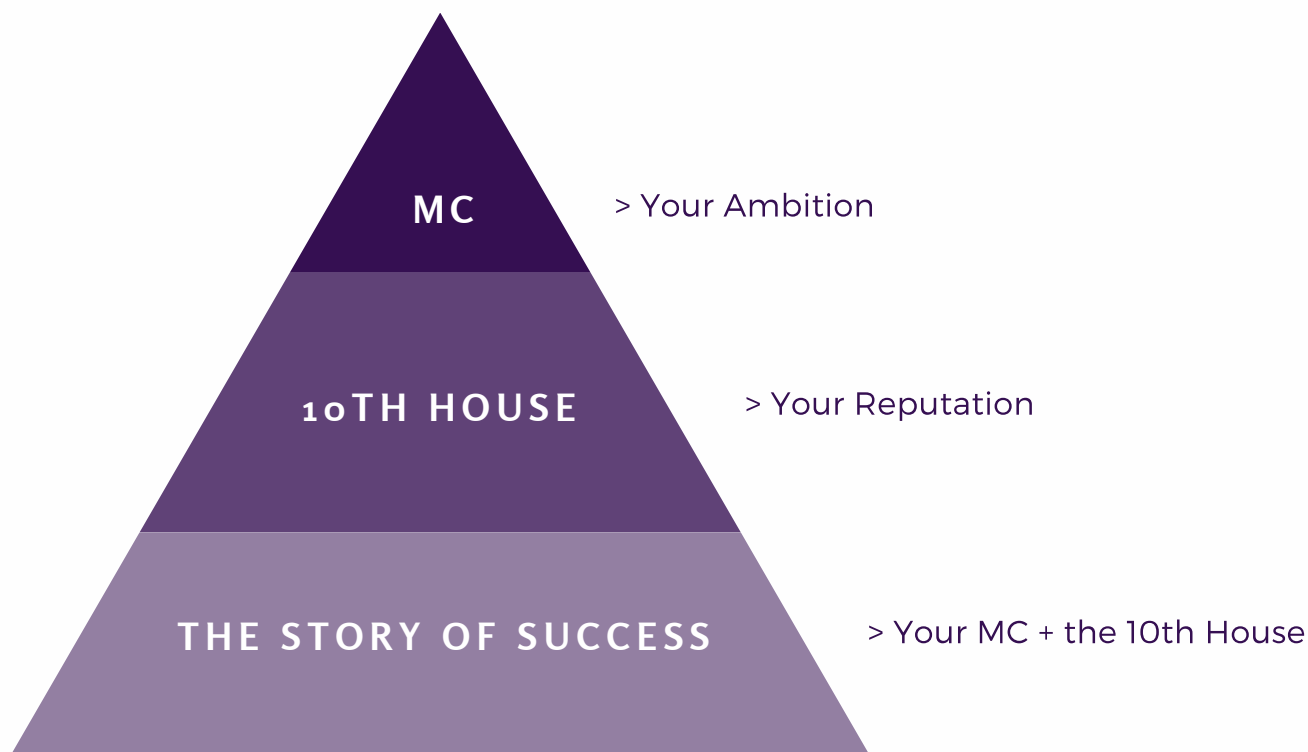 MC
> Your Ambition
10TH HOUSE
> Your Reputation
THE STORY OF SUCCESS
> Your MC + the 10th House